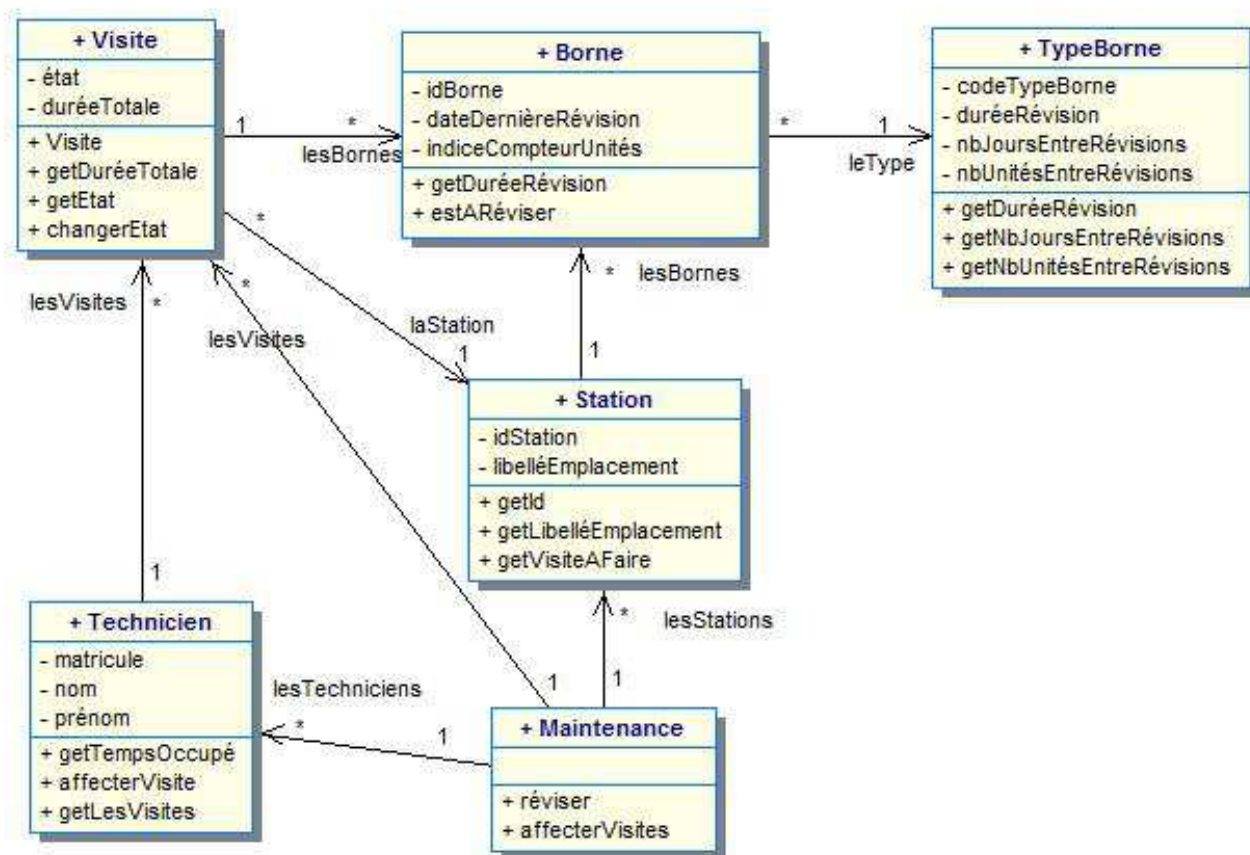 + Visite
- état
- duréeTotale
+ Visite
+ getDuréeTotale
+ getEtat
+ changerEtat
1
*
lesBornes
+ Borne
- idBorne
- dateDernièreRévision
- indiceCompteurUnités
+ getDuréeRévision
+ estARéviser
*
1
leType
+ TypeBorne
- codeTypeBorne
- duréeRévision
- nbJoursEntreRévisions
- nbUnitésEntreRévisions
+ getDuréeRévision
+ getNbJoursEntreRévisions
+ getNbUnitésEntreRévisions
*
laStation
1
* lesBornes
1
lesVisites *
1
*
lesVisites
1
+ Station
- idStation
- libelléEmplacement
+ getId
+ getLibelléEmplacement
+ getVisiteAFaire
* lesStations
1
+ Technicien
- matricule
- nom
- prénom
+ getTempsOccupé
+ affecterVisite
+ getLesVisites
lesTechniciens
*
1
+ Maintenance
+ réviser
+ affecterVisites